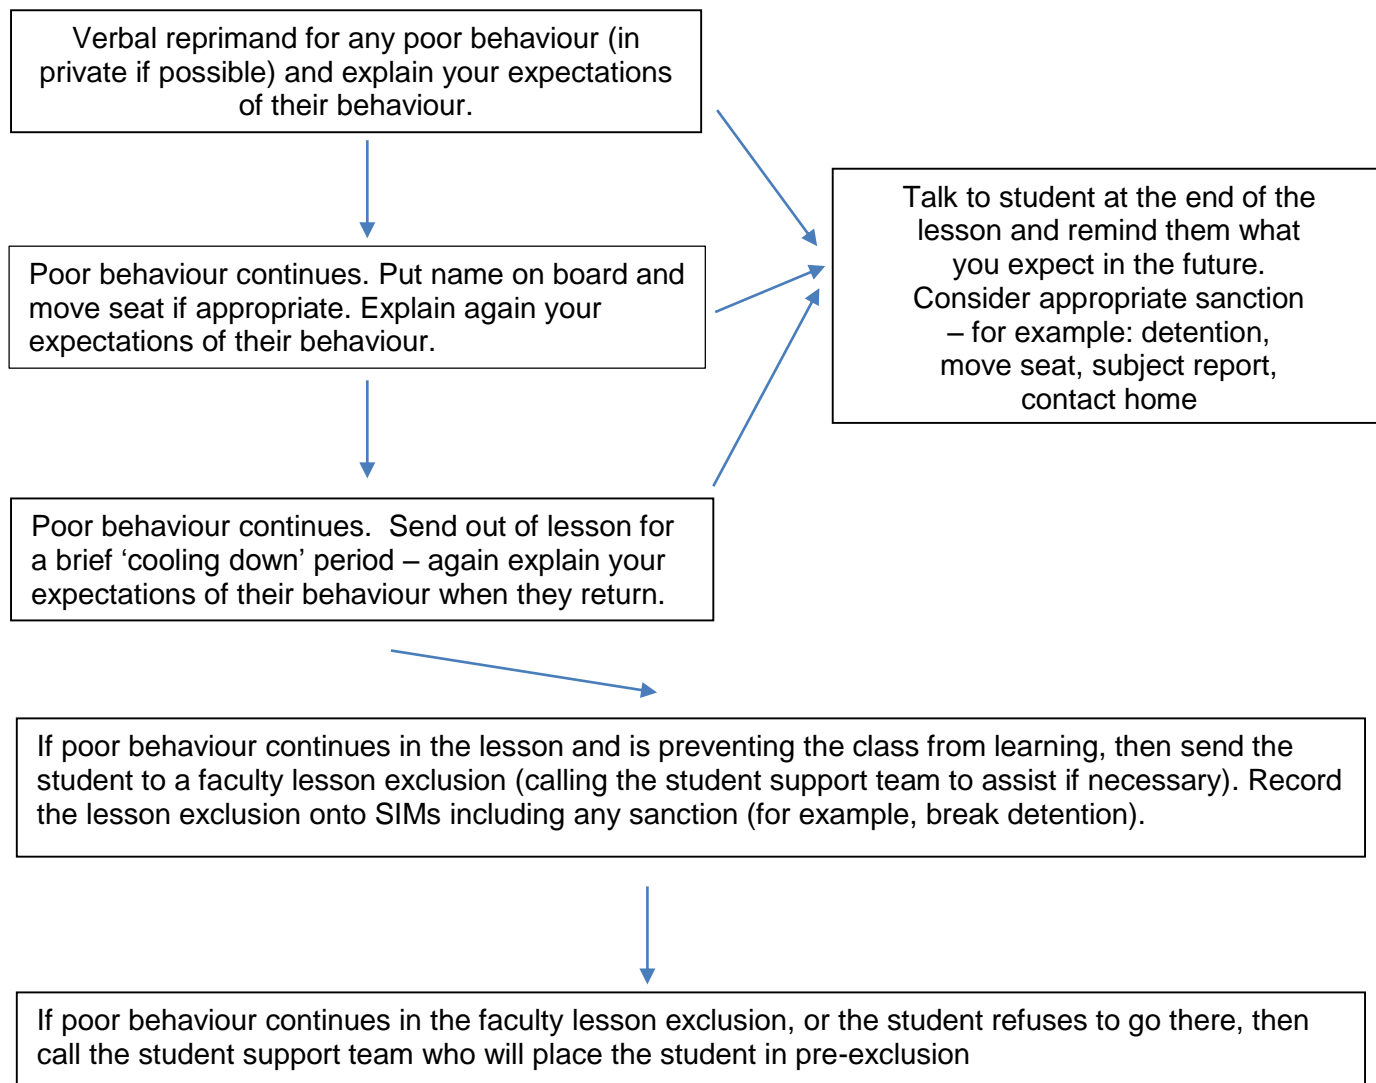 Verbal reprimand for any poor behaviour (in
private if possible) and explain your expectations
of their behaviour.
Talk to student at the end of the
lesson and remind them what
you expect in the future.
Consider appropriate sanction
– for example: detention,
move seat, subject report,
contact home
Poor behaviour continues. Put name on board and
move seat if appropriate. Explain again your
expectations of their behaviour.
Poor behaviour continues.  Send out of lesson for
a brief ‘cooling down’ period – again explain your
expectations of their behaviour when they return.
If poor behaviour continues in the lesson and is preventing the class from learning, then send the
student to a faculty lesson exclusion (calling the student support team to assist if necessary). Record
the lesson exclusion onto SIMs including any sanction (for example, break detention).
If poor behaviour continues in the faculty lesson exclusion, or the student refuses to go there, then
call the student support team who will place the student in pre-exclusion